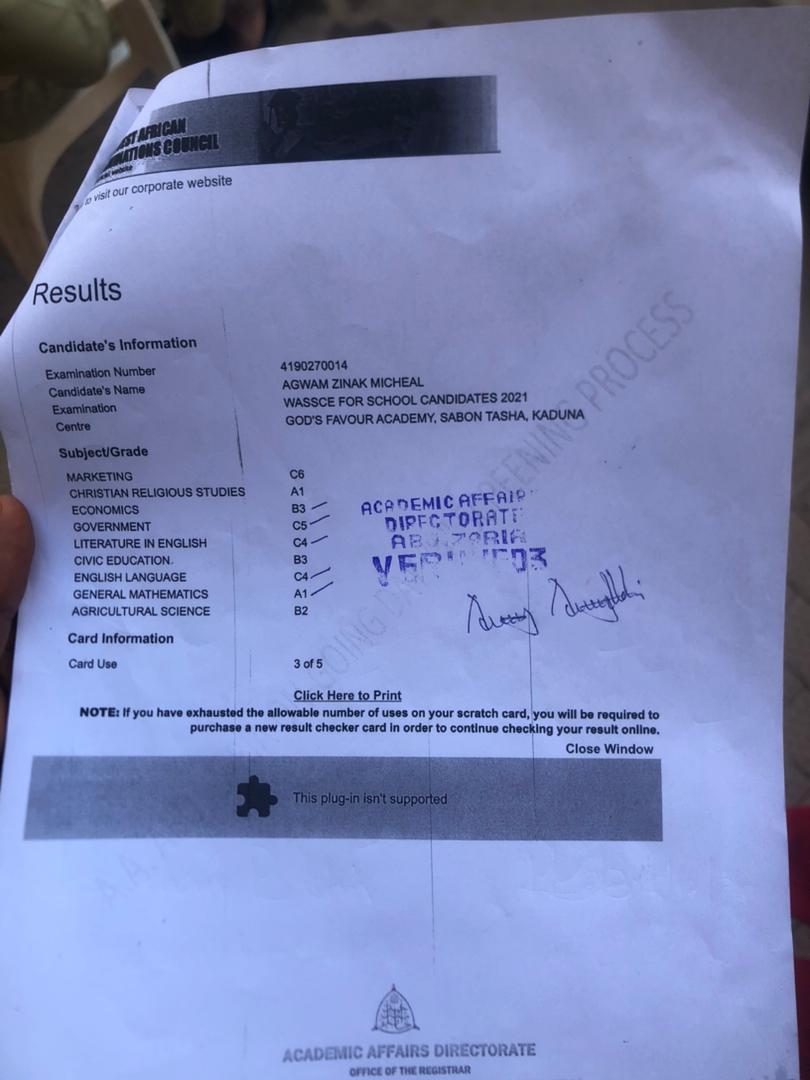 EST AFRICAN
NATIONS COUNCIL
website
to visit our corporate website
Results
Candidate's Information
Examination Number 4190270014
Candidate's Name AGWAM ZINAK MICHEAL
Examination WASSCE FOR SCHOOL CANDIDATES 2021
Centre GOD'S FAVOUR ACADEMY, SABON TASHA, KADUNA
Subject/Grade
MARKETING C6
CHRISTIAN RELIGIOUS STUDIES A1
ECONOMICS B3
GOVERNMENT C5
LITERATURE IN ENGLISH C4
CIVIC EDUCATION B3
ENGLISH LANGUAGE C4
GENERAL MATHEMATICS A1
AGRICULTURAL SCIENCE B2
ACADEMIC AFFAIR
DIRECTORATE
ZARIA
Card Information
Card Use 3 of 5
Click Here to Print
NOTE: If you have exhausted the allowable number of uses on your scratch card, you will be required to
purchase a new result checker card in order to continue checking your result online.
Close Window
This plug-in isn't supported
PROCESS
ACADEMIC AFFAIRS DIRECTORATE
OFFICE OF THE REGISTRAR